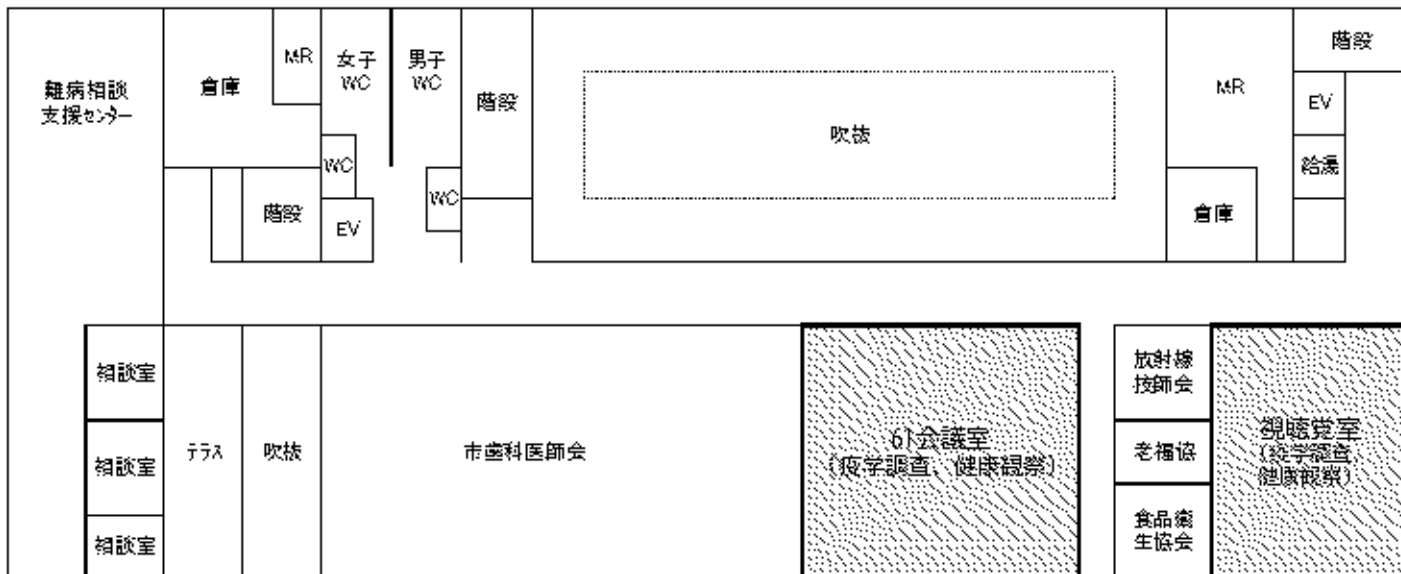 難病相談
支援センター
倉庫
MR
女子
WC
男子
WC
階段
吹抜
MR
階段
EV
給湯
WC
WC
階段
EV
倉庫
相談室
相談室
相談室
テラス
吹抜
市歯科医師会
61会議室
(疫学調査、健康観察)
放射線
技師会
老福協
食品衛
生協会
視聴覚室
(疫学調査、
健康観察)